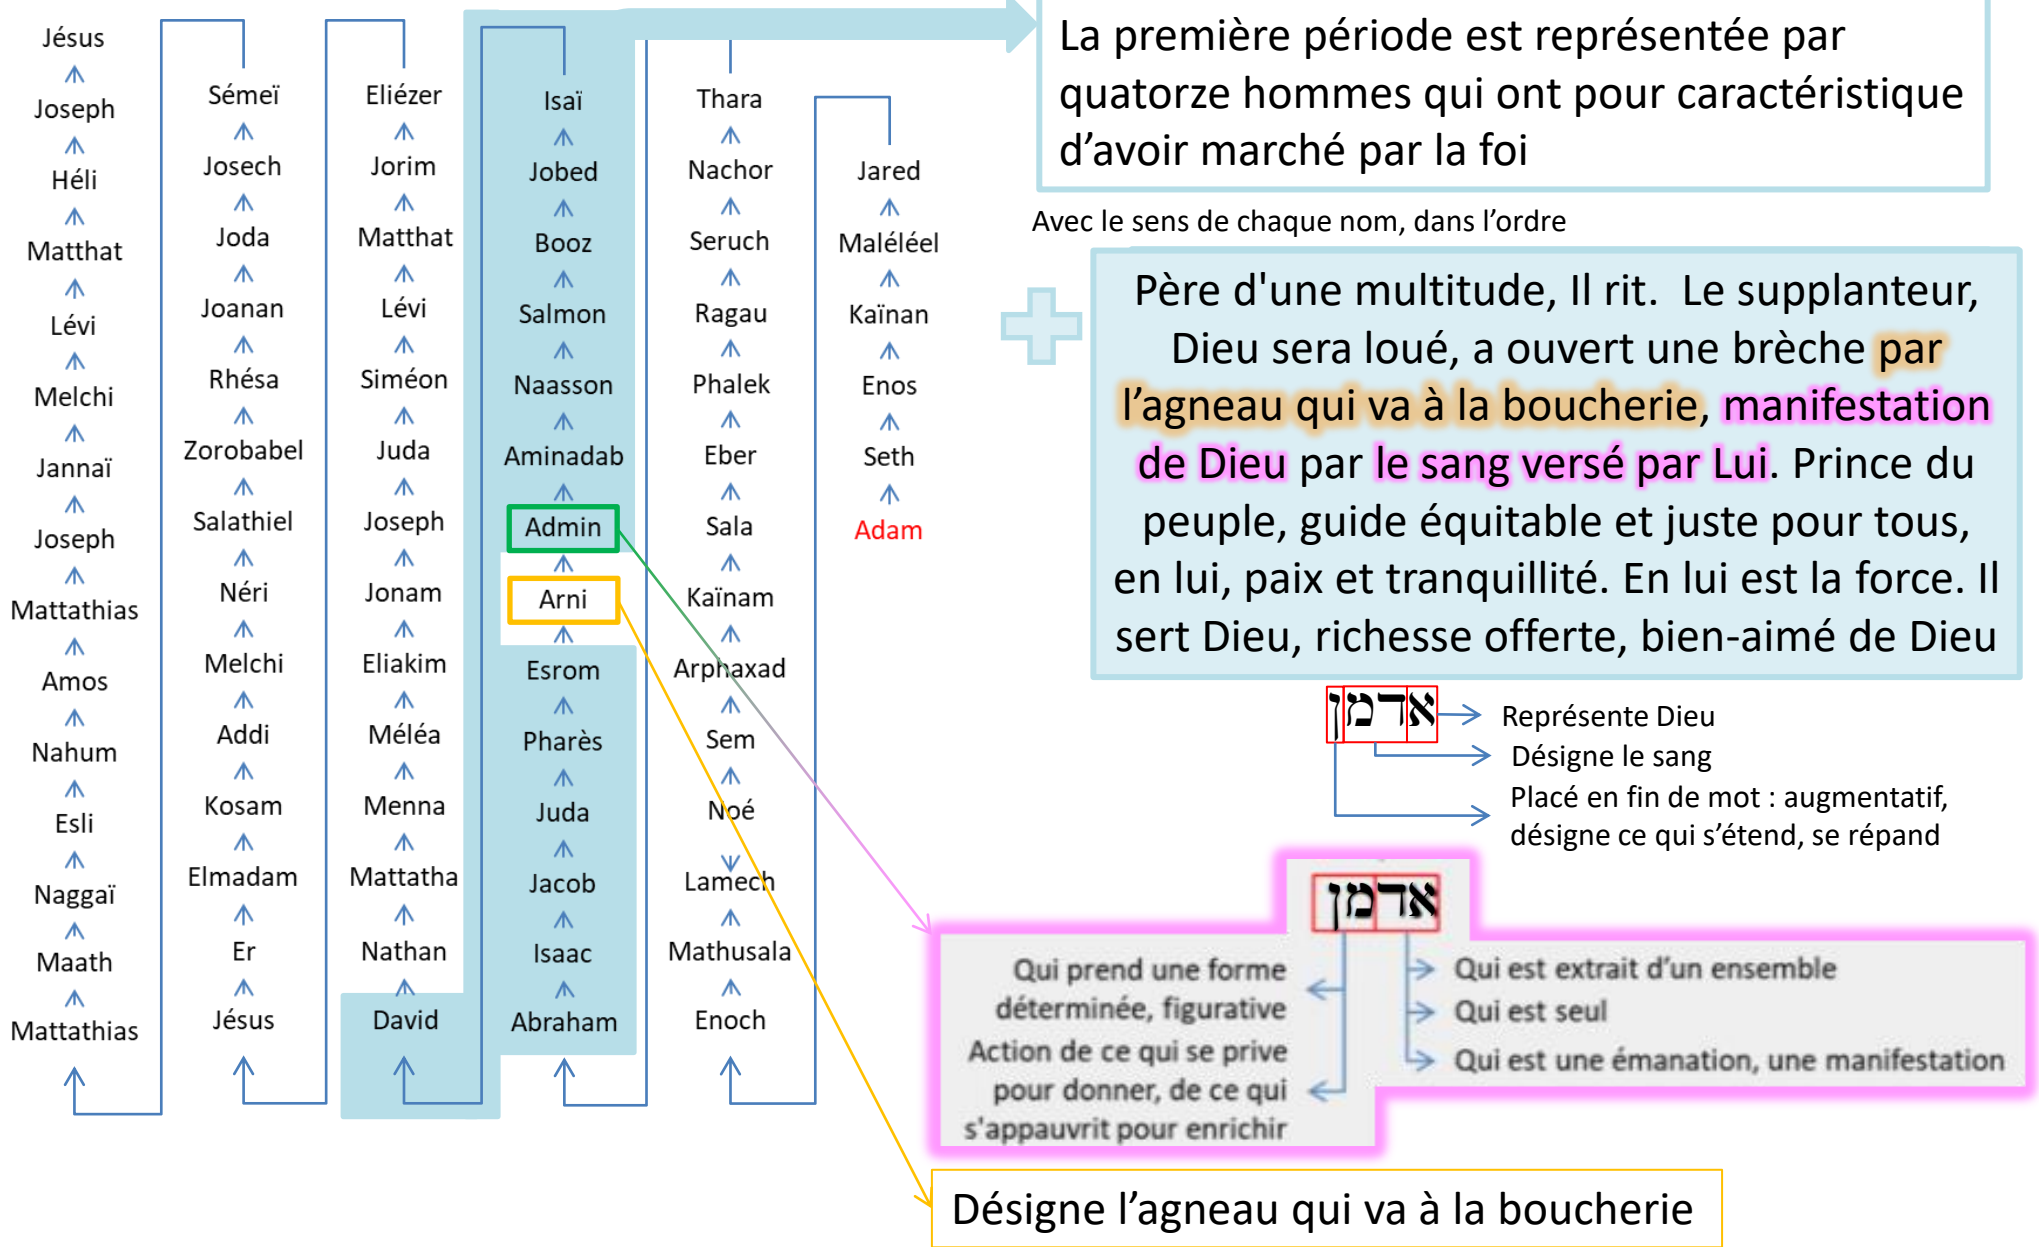 Jésus
Joseph
Héli
Matthat
Lévi
Melchi
Jannaï
Joseph
Mattathias
Amos
Nahum
Esli
Naggaï
Maath
Mattathias
Sémeï
Josech
Joda
Joanan
Rhésa
Zorobabel
Salathiel
Néri
Melchi
Addi
Kosam
Elmadam
Er
Jésus
Eliézer
Jorim
Matthat
Lévi
Siméon
Juda
Joseph
Jonam
Eliakim
Méléa
Menna
Mattatha
Nathan
David
Isaï
Jobed
Booz
Salmon
Naasson
Aminadab
Admin
Arni
Esrom
Pharès
Juda
Jacob
Isaac
Abraham
Thara
Nachor
Seruch
Ragau
Phalek
Eber
Sala
Kaïnam
Arphaxad
Sem
Noé
Lamech
Mathusala
Enoch
Jared
Maléléel
Kaïnan
Enos
Seth
Adam
La première période est représentée par
quatorze hommes qui ont pour caractéristique
d’avoir marché par la foi
Avec le sens de chaque nom, dans l’ordre
Père d'une multitude, Il rit. Le supplanteur,
Dieu sera loué, a ouvert une brèche par
l’agneau qui va à la boucherie, manifestation
de Dieu par le sang versé par Lui. Prince du
peuple, guide équitable et juste pour tous,
en lui, paix et tranquillité. En lui est la force. Il
sert Dieu, richesse offerte, bien-aimé de Dieu
אדמן
Représente Dieu
Désigne le sang
Placé en fin de mot : augmentatif,
désigne ce qui s’étend, se répand
אדמן
Qui prend une forme
déterminée, figurative
Action de ce qui se prive
pour donner, de ce qui
s'appauvrit pour enrichir
Qui est extrait d’un ensemble
Qui est seul
Qui est une émanation, une manifestation
Désigne l’agneau qui va à la boucherie